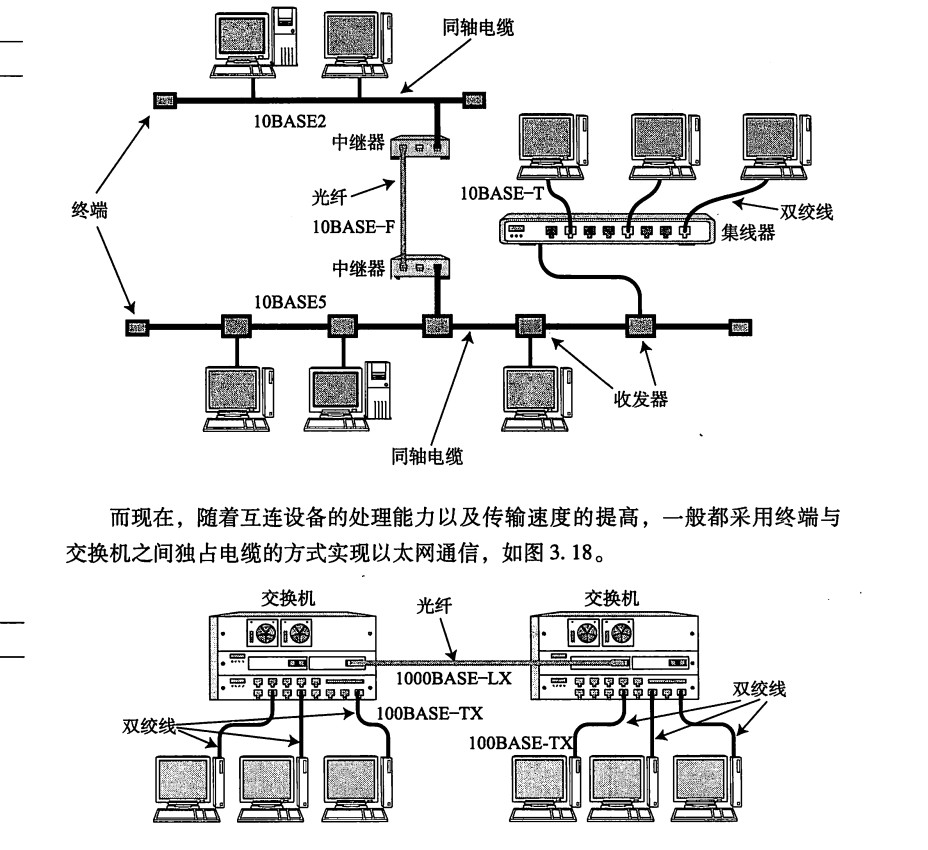 同轴电缆
10BASE2
中继器
光纤
10BASE-F
终端
10BASE-T
双绞线
集线器
中继器
10BASE5
收发器
同轴电缆
而现在，随着互连设备的处理能力以及传输速度的提高，一般都采用终端与
交换机之间独占电缆的方式实现以太网通信，如图 3.18。
交换机
光纤
交换机
1000BASE-LX
双绞线
100BASE-TX
双绞线
100BASE-TX